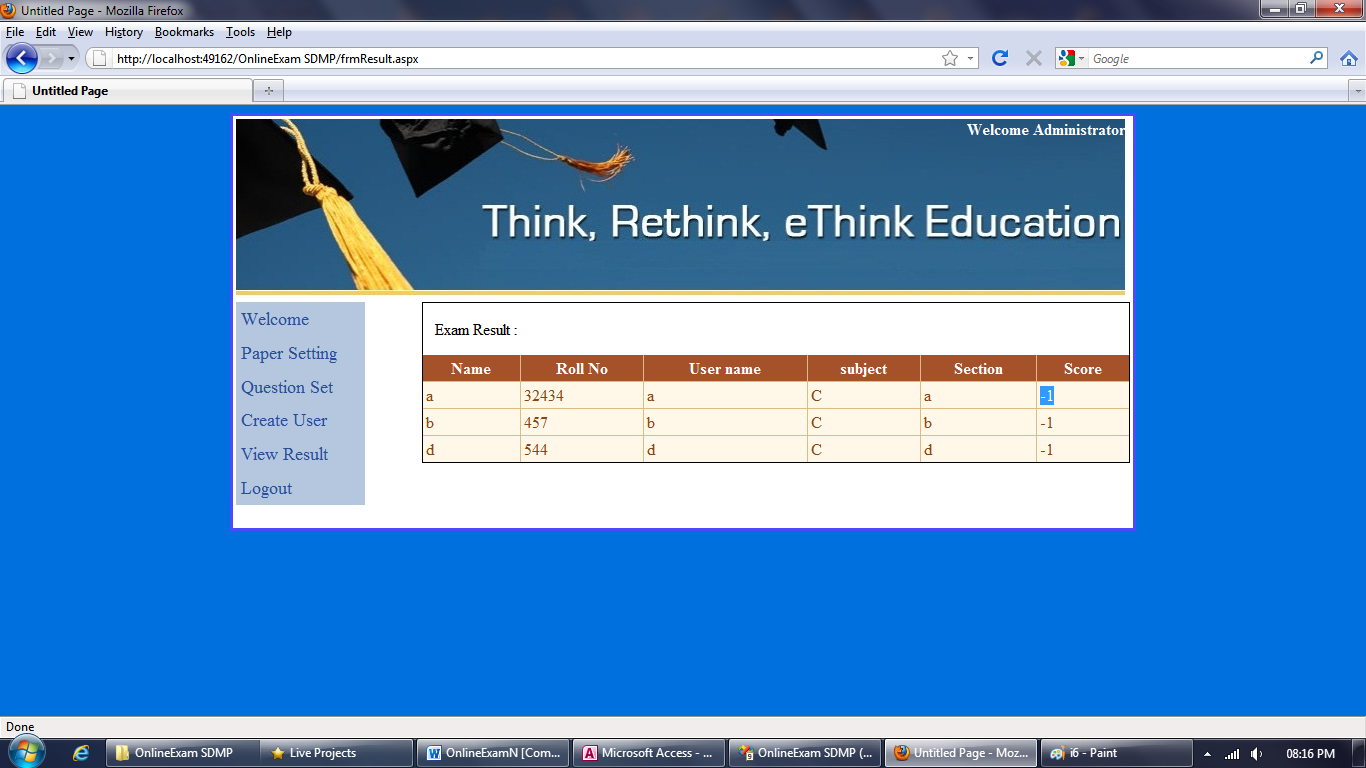 Untitled Page - Mozilla Firefox
File Edit View History Bookmarks Tools Help
http://localhost:49162/OnlineExam SDMP/frmResult.aspx
Google
Untitled Page
Welcome Administrator
Think, Rethink, eThink Education
Welcome
Paper Setting
Question Set
Create User
View Result
Logout
Exam Result :
Name Roll No User name subject Section Score
a 32434 a C a -1
b 457 b C b -1
d 544 d C d -1
Done
OnlineExam SDMP Live Projects OnlineExamN [Com... Microsoft Access - ... OnlineExam SDMP (... Untitled Page - Moz... i6 - Paint 08:16 PM